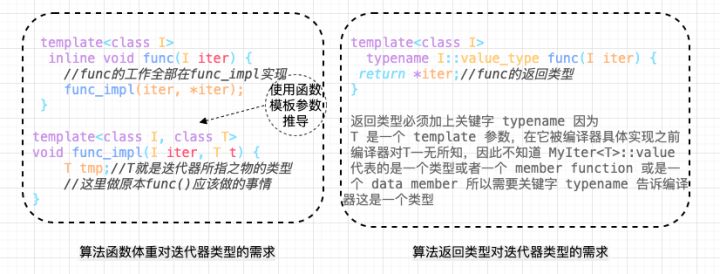 template<class I>
inline void func(I iter) {
//func的工作全部在func_impl实现
func_impl(iter, *iter);
}
使用函数
模板参数
推导
template<class I, class T>
void func_impl(I iter, T t) {
T tmp;//T就是迭代器所指之物的类型
//这里做原本func()应该做的事情
}
算法函数体重对迭代器类型的需求
template<class I>
typename I::value_type func(I iter) {
return *iter;//func的返回类型
}
返回类型必须加上关键字 typename 因为
T 是一个 template 参数，在它被编译器具体实现之前
编译器对T一无所知，因此不知道 MyIter<T>::value
代表的是一个类型或者一个 member function 或是一
个 data member 所以需要关键字 typename 告诉编译
器这是一个类型
算法返回类型对迭代器类型的需求